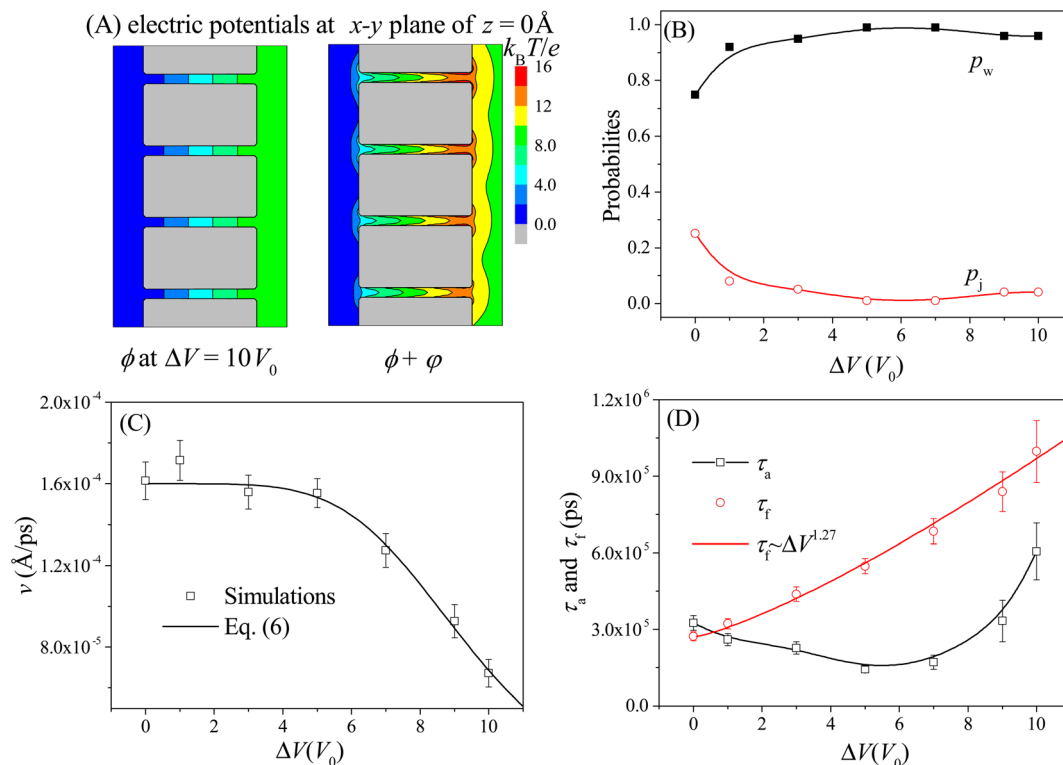 (A) electric potentials at x-y plane of z = 0Å
k_BT/e
16
12
8.0
4.0
0.0
ϕ at ΔV = 10V_0
ϕ + φ
(B)
1.0
0.8
0.6
0.4
0.2
0.0
Probabilites
p_w
p_j
0 2 4 6 8 10
ΔV (V_0)
(C)
2.0x10^-4
1.6x10^-4
1.2x10^-4
8.0x10^-5
v (Å/ps)
Simulations
Eq. (6)
0 2 4 6 8 10
ΔV(V_0)
(D)
1.2x10^6
9.0x10^5
6.0x10^5
3.0x10^5
0.0
τ_a and τ_f (ps)
τ_a
τ_f
τ_f~ΔV^1.27
0 2 4 6 8 10
ΔV(V_0)